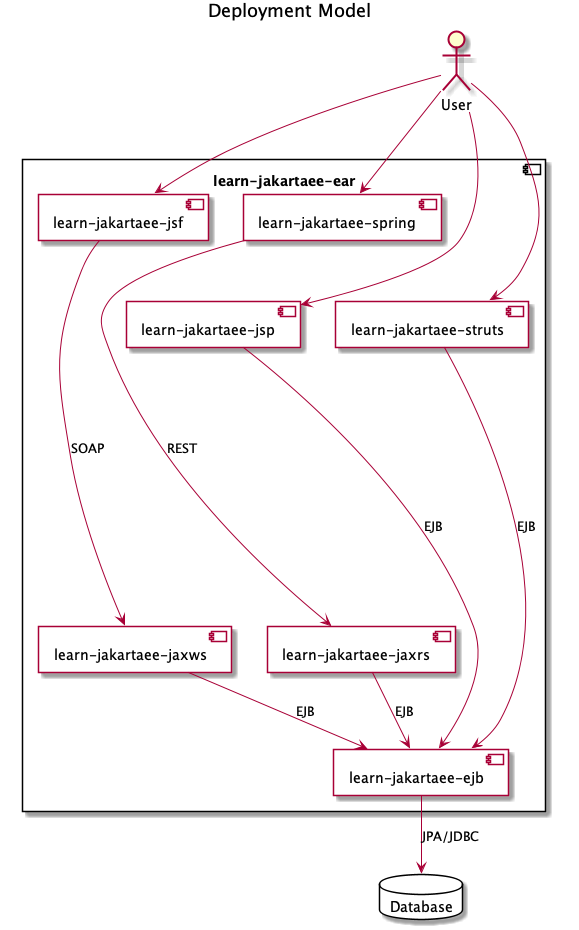 Deployment Model
User
learn-jakartaee-ear
learn-jakartaee-jsf
learn-jakartaee-spring
learn-jakartaee-jsp
learn-jakartaee-struts
SOAP
REST
EJB
EJB
learn-jakartaee-jaxws
learn-jakartaee-jaxrs
EJB
EJB
learn-jakartaee-ejb
JPA/JDBC
Database